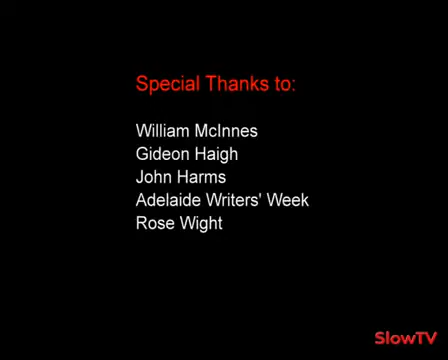 Special Thanks to:
William McInnes
Gideon Haigh
John Harms
Adelaide Writers' Week
Rose Wight
SlowTV